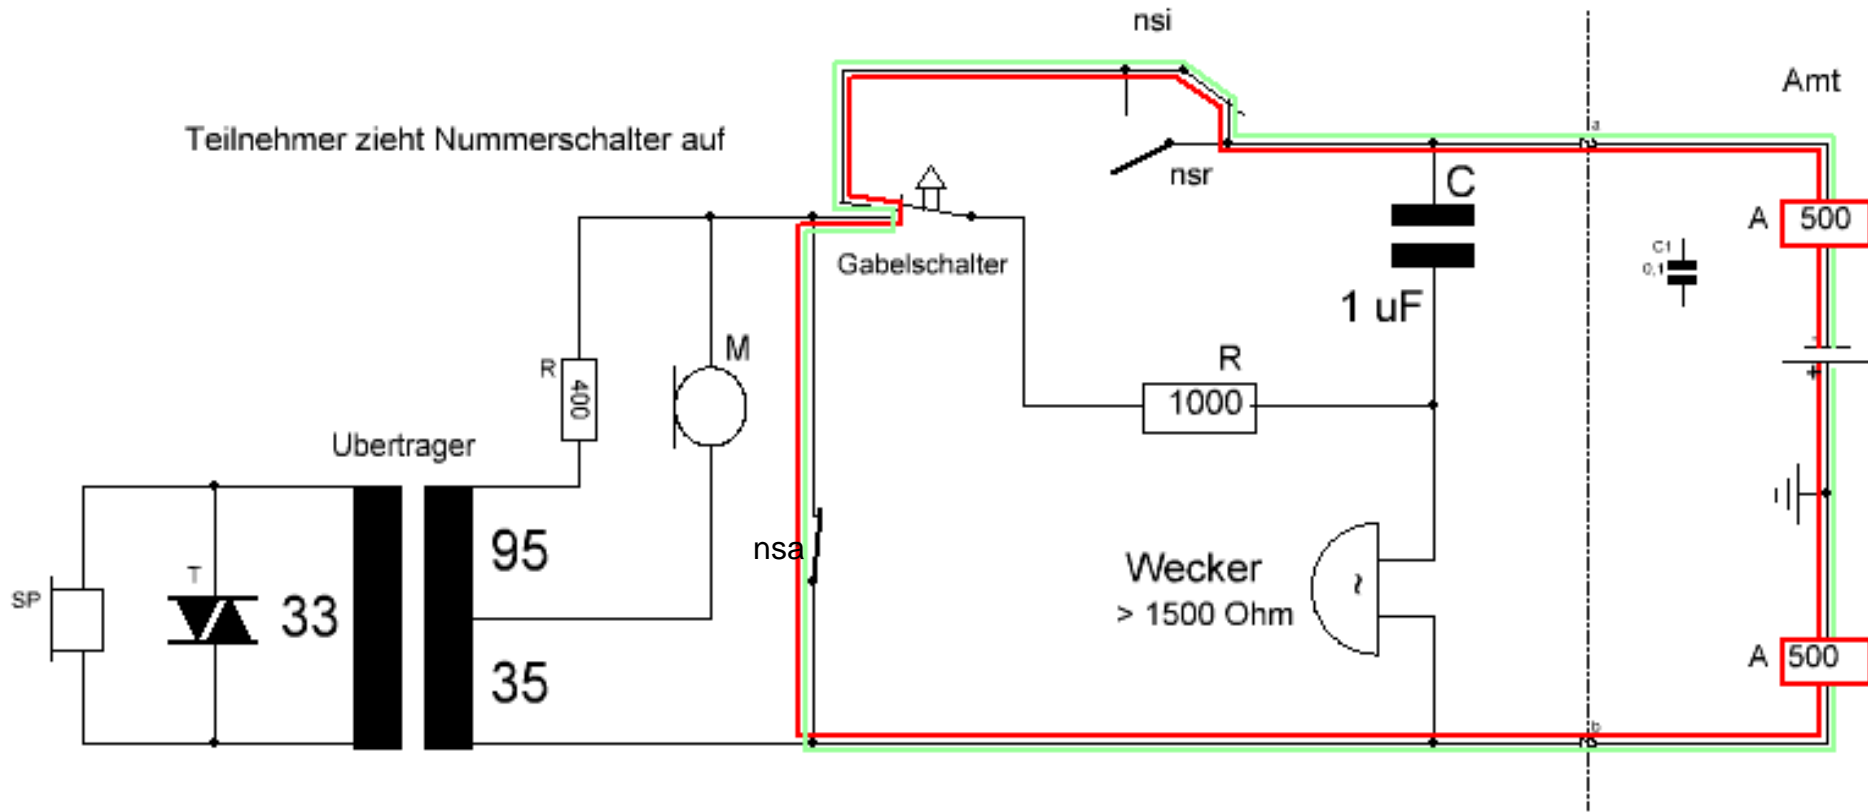 nsi
Amt
Teilnehmer zieht Nummerschalter auf
a
nsr
C
A
500
C1
0,1
Gabelschalter
1 uF
M
R
400
R
1000
-
+
Ubertrager
95
nsa
Wecker
~
> 1500 Ohm
T
SP
33
A
500
35
b